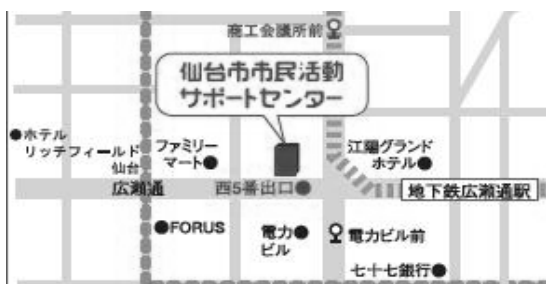 商工会議所前
仙台市市民活動
サポートセンター
ホテル
リッチフィールド
仙台
ファミリー
マート
江陽グランド
ホテル
広瀬通
西5番出口
地下鉄広瀬通駅
FORUS
電力
ビル
電力ビル前
七十七銀行